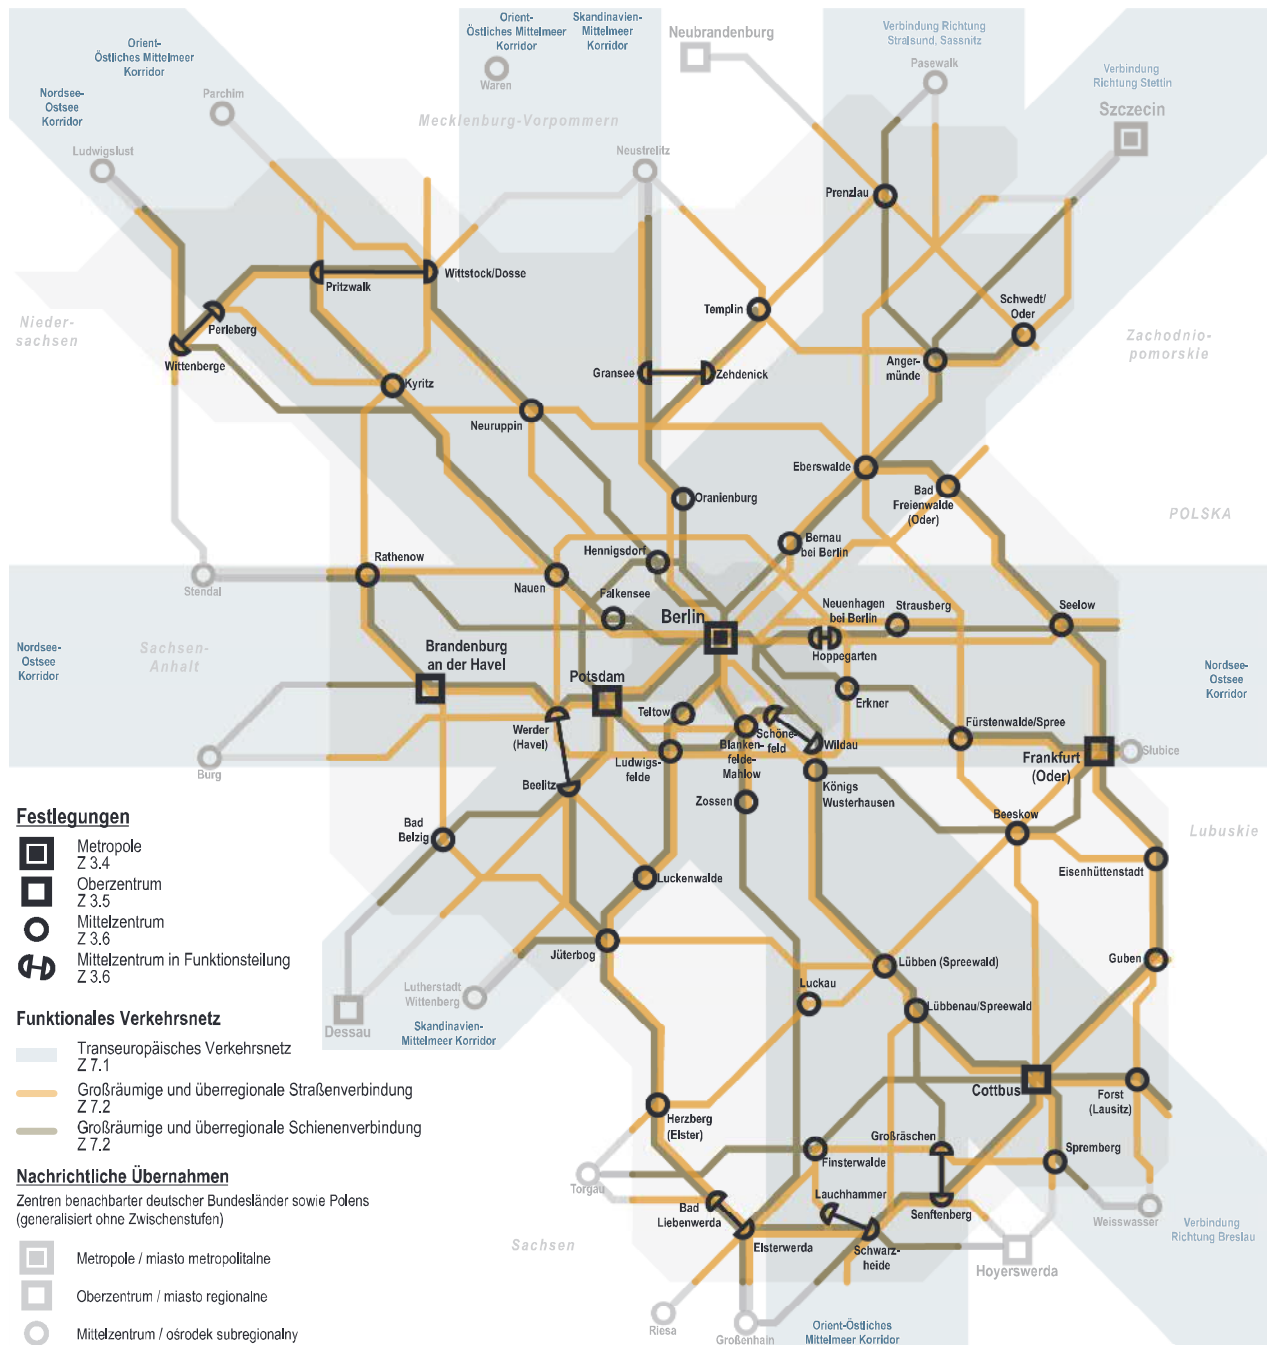 Orient-
Östliches Mittelmeer
Korridor
Nordsee-
Ostsee
Korridor
Orient-
Östliches Mittelmeer
Korridor
Skandinavien-
Mittelmeer
Korridor
Neubrandenburg
Verbindung Richtung
Stralsund, Sassnitz
Pasewalk
Verbindung
Richtung Stettin
Szczecin
Waren
Parchim
Mecklenburg-Vorpommern
Ludwigslust
Neustrelitz
Prenzlau
Wittstock/Dosse
Pritzwalk
Perleberg
Wittenberge
Nieder-
sachsen
Templin
Schwedt/
Oder
Zachodnio-
pomorskie
Gransee
Zehdenick
Anger-
münde
Kyritz
Neuruppin
Eberswalde
Bad
Freienwalde
(Oder)
Oranienburg
POLSKA
Bernau
bei Berlin
Hennigsdorf
Rathenow
Stendal
Nauen
Falkensee
Berlin
Neuenhagen
bei Berlin
Strausberg
Seelow
Hoppegarten
Nordsee-
Ostsee
Korridor
Sachsen-
Anhalt
Brandenburg
an der Havel
Potsdam
Nordsee-
Ostsee
Korridor
Erkner
Teltow
Werder
(Havel)
Schöne-
feld
Wildau
Blanken-
felde-
Mahlow
Fürstenwalde/Spree
Frankfurt
(Oder)
Słubice
Burg
Ludwigs-
felde
Königs
Wusterhausen
Beelitz
Zossen
Beeskow
Bad
Belzig
Lubuskie
Eisenhüttenstadt
Luckenwalde
Jüterbog
Guben
Lübben (Spreewald)
Luckau
Lübbenau/Spreewald
Lutherstadt
Wittenberg
Dessau
Skandinavien-
Mittelmeer Korridor
Cottbus
Forst
(Lausitz)
Herzberg
(Elster)
Großräschen
Finsterwalde
Spremberg
Torgau
Lauchhammer
Bad
Liebenwerda
Senftenberg
Weisswasser
Verbindung
Richtung Breslau
Sachsen
Elsterwerda
Schwarz-
heide
Hoyerswerda
Riesa
Großenhain
Orient-Östliches
Mittelmeer Korridor
Festlegungen
Metropole
Z 3.4
Oberzentrum
Z 3.5
Mittelzentrum
Z 3.6
Mittelzentrum in Funktionsteilung
Z 3.6
Funktionales Verkehrsnetz
Transeuropäisches Verkehrsnetz
Z 7.1
Großräumige und überregionale Straßenverbindung
Z 7.2
Großräumige und überregionale Schienenverbindung
Z 7.2
Nachrichtliche Übernahmen
Zentren benachbarter deutscher Bundesländer sowie Polens
(generalisiert ohne Zwischenstufen)
Metropole / miasto metropolitalne
Oberzentrum / miasto regionalne
Mittelzentrum / ośrodek subregionalny